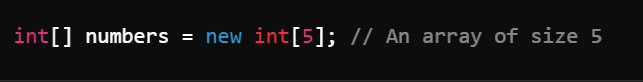 int[] numbers = new int[5]; // An array of size 5